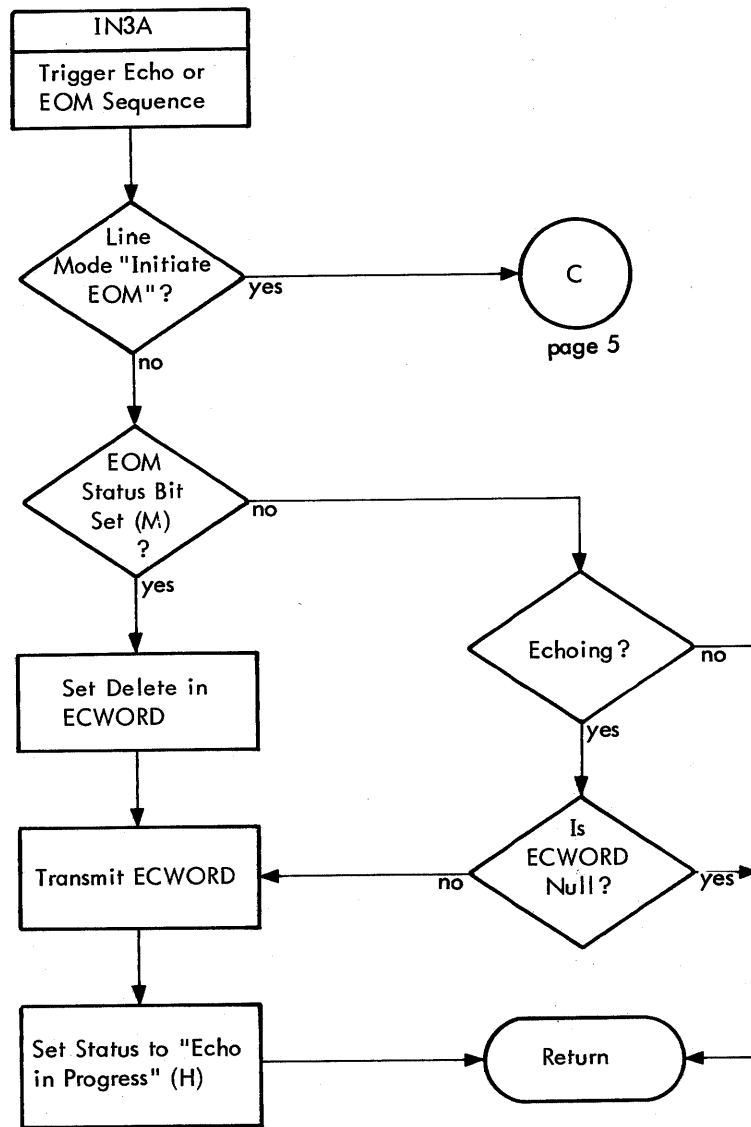 IN3A
Trigger Echo or
EOM Sequence
Line
Mode "Initiate
EOM"?
yes
C
page 5
no
EOM
Status Bit
Set (M)
?
no
yes
Echoing?
no
yes
Set Delete in
ECWORD
Is
ECWORD
Null?
no
yes
Transmit ECWORD
Set Status to "Echo
in Progress" (H)
Return